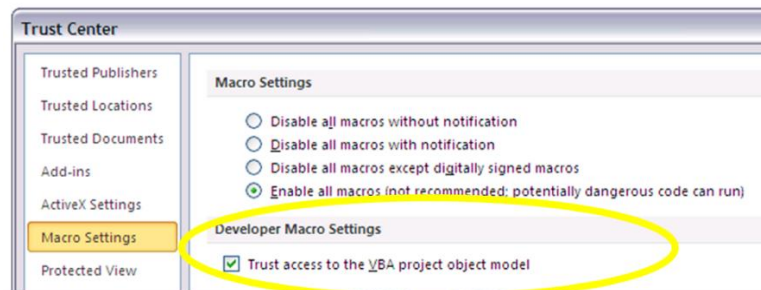 Trust Center
Trusted Publishers
Trusted Locations
Trusted Documents
Add-ins
ActiveX Settings
Macro Settings
Protected View
Macro Settings
Disable all macros without notification
Disable all macros with notification
Disable all macros except digitally signed macros
Enable all macros (not recommended; potentially dangerous code can run)
Developer Macro Settings
Trust access to the VBA project object model